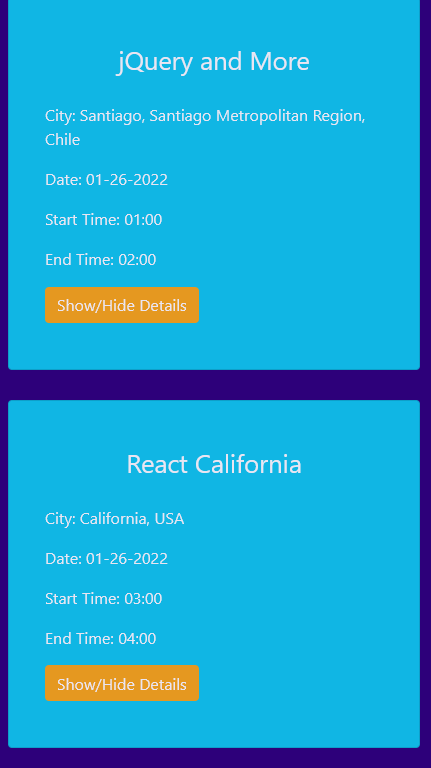 jQuery and More
City: Santiago, Santiago Metropolitan Region,
Chile
Date: 01-26-2022
Start Time: 01:00
End Time: 02:00
Show/Hide Details
React California
City: California, USA
Date: 01-26-2022
Start Time: 03:00
End Time: 04:00
Show/Hide Details